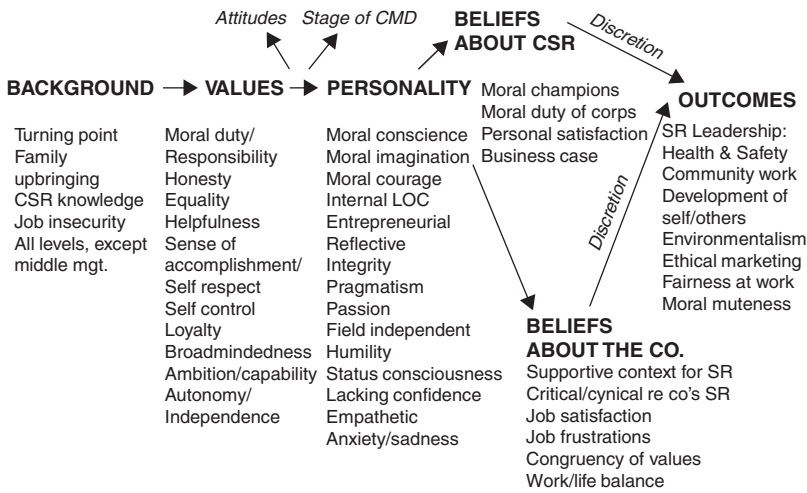 Attitudes
Stage of CMD
BELIEFS
ABOUT CSR
Discretion
BACKGROUND
Turning point
Family
upbringing
CSR knowledge
Job insecurity
All levels, except
middle mgt.
VALUES
Moral duty/
Responsibility
Honesty
Equality
Helpfulness
Sense of
accomplishment/
Self respect
Self control
Loyalty
Broadmindedness
Ambition/capability
Autonomy/
Independence
PERSONALITY
Moral conscience
Moral imagination
Moral courage
Internal LOC
Entrepreneurial
Reflective
Integrity
Pragmatism
Passion
Field independent
Humility
Status consciousness
Lacking confidence
Empathetic
Anxiety/sadness
Moral champions
Moral duty of corps
Personal satisfaction
Business case
Discretion
BELIEFS
ABOUT THE CO.
Supportive context for SR
Critical/cynical re co's SR
Job satisfaction
Job frustrations
Congruency of values
Work/life balance
OUTCOMES
SR Leadership:
Health & Safety
Community work
Development of
self/others
Environmentalism
Ethical marketing
Fairness at work
Moral muteness